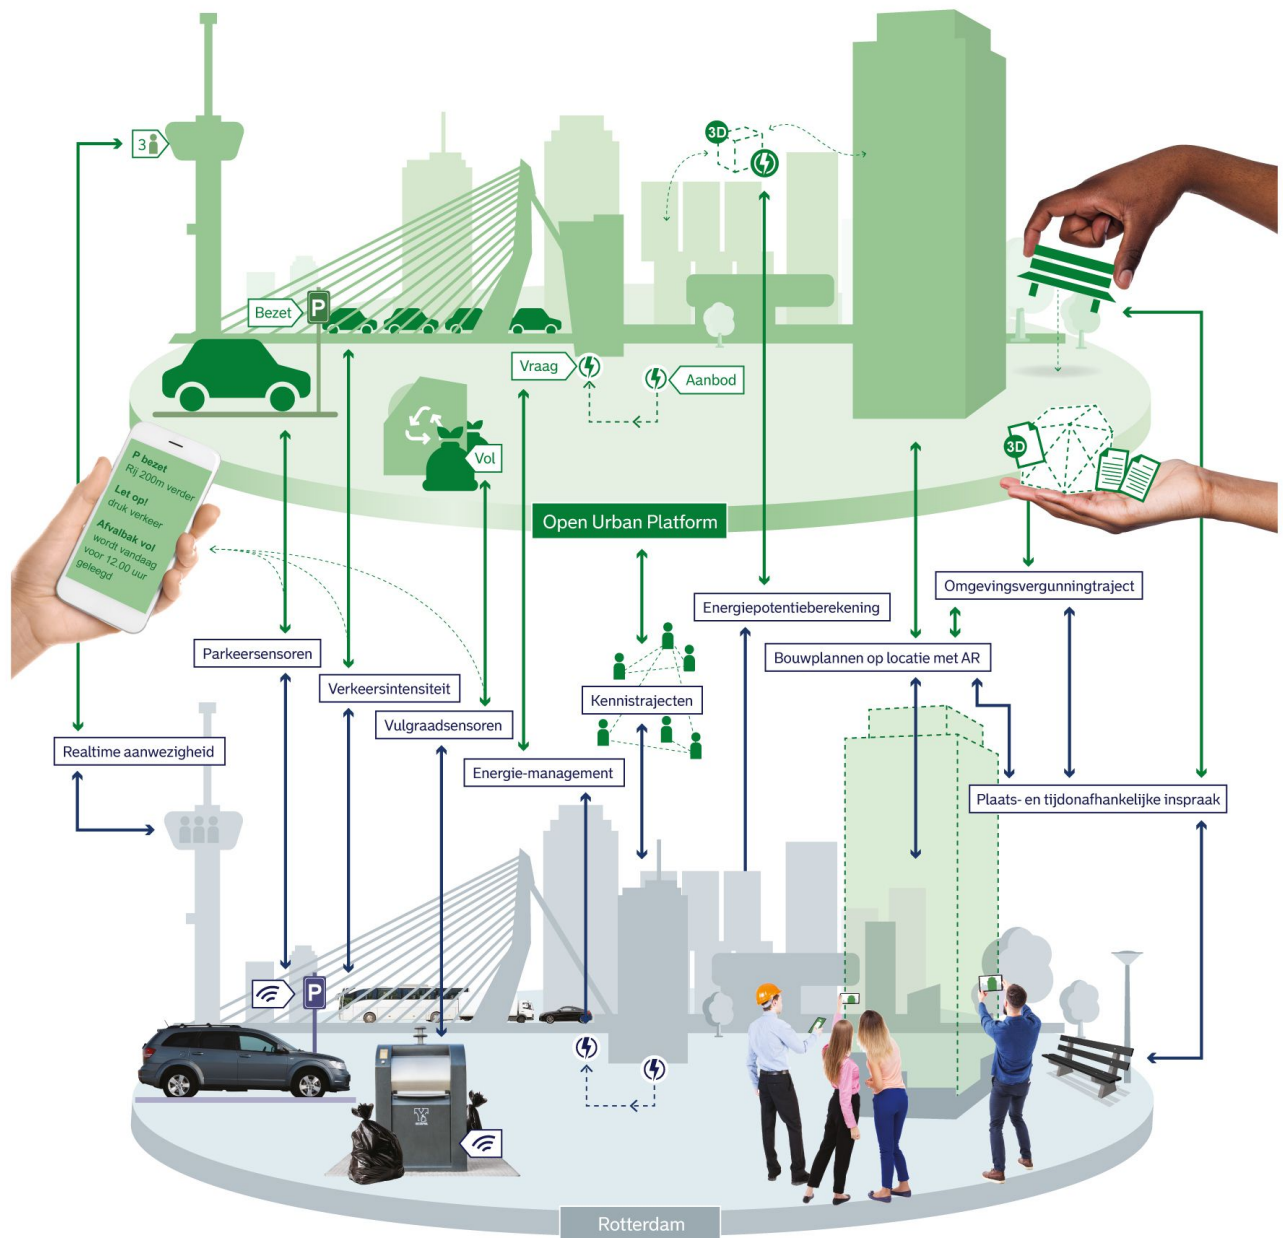 3
3D
Bezet
P
Vraag
Aanbod
Vol
3D
P bezet
Rij 200m verder
Let op!
druk verkeer
Afvalbak vol
wordt vandaag
voor 12.00 uur
geleegd
Open Urban Platform
Omgevingsvergunningtraject
Energiepotentieberekening
Parkeersensoren
Bouwplannen op locatie met AR
Verkeersintensiteit
Kennistrajecten
Vulgraadsensoren
Realtime aanwezigheid
Energie-management
Plaats- en tijdonafhankelijke inspraak
P
Rotterdam